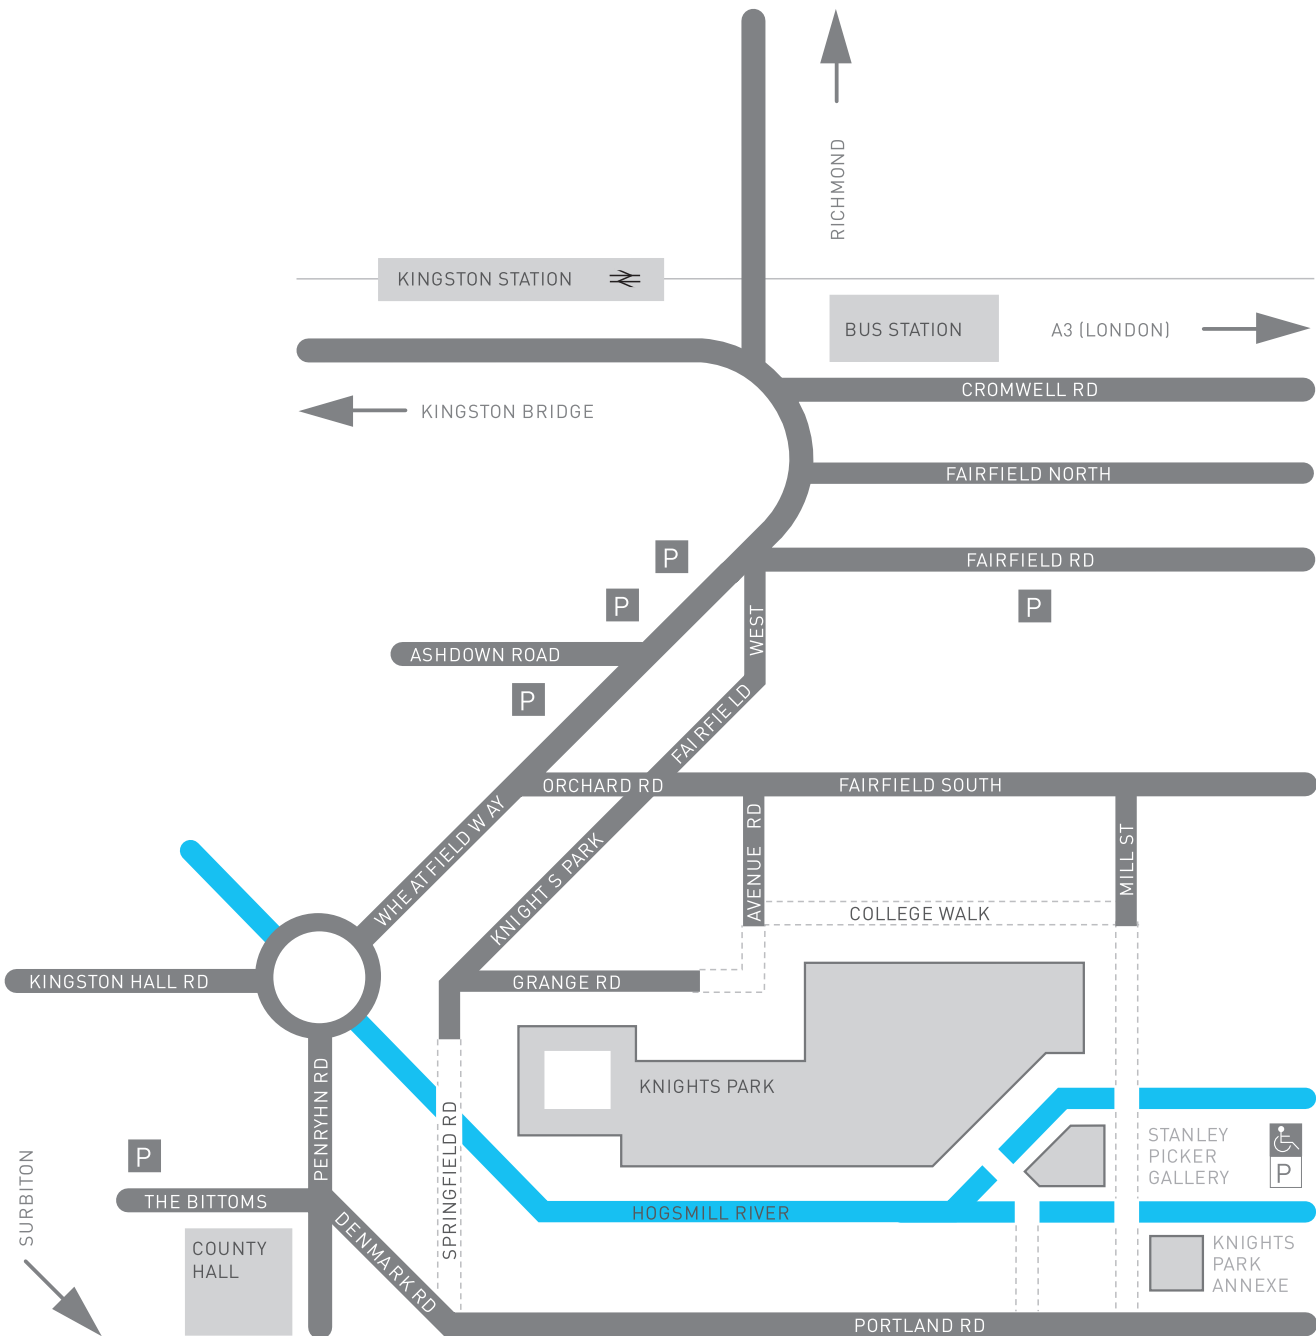 RICHMOND
KINGSTON STATION
BUS STATION
A3 (LONDON)
CROMWELL RD
KINGSTON BRIDGE
FAIRFIELD NORTH
P
FAIRFIELD RD
P
P
WEST
ASHDOWN ROAD
P
FAIRFIELD
ORCHARD RD
FAIRFIELD SOUTH
WHEATFIELD WAY
KNIGHTS PARK
AVENUE RD
MILL ST
COLLEGE WALK
KINGSTON HALL RD
GRANGE RD
PENRYHN RD
KNIGHTS PARK
SPRINGFIELD RD
STANLEY
PICKER
GALLERY
P
P
SURBITON
THE BITTOMS
HOGSMILL RIVER
DENMARK RD
COUNTY
HALL
KNIGHTS
PARK
ANNEXE
PORTLAND RD